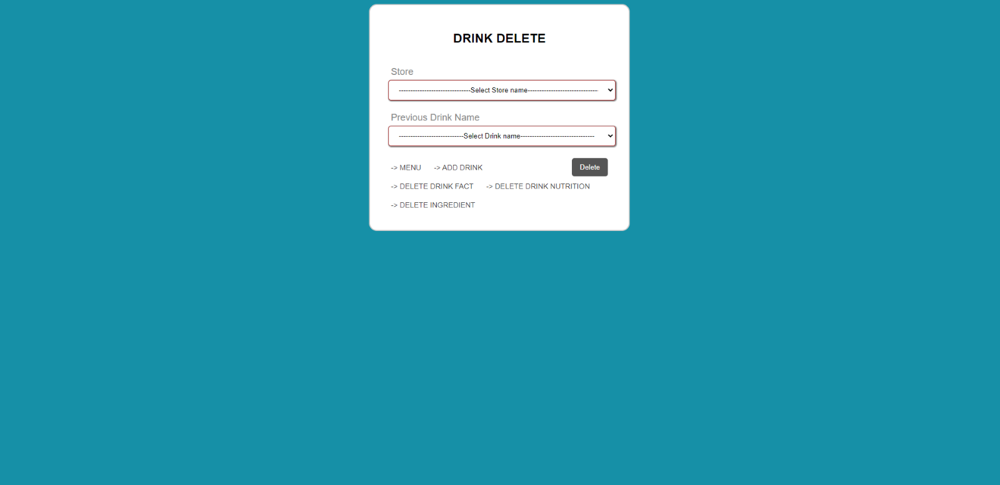 DRINK DELETE
Store
-------------------------------Select Store name------------------------------
Previous Drink Name
----------------------------Select Drink name--------------------------------
-> MENU -> ADD DRINK Delete
-> DELETE DRINK FACT -> DELETE DRINK NUTRITION
-> DELETE INGREDIENT